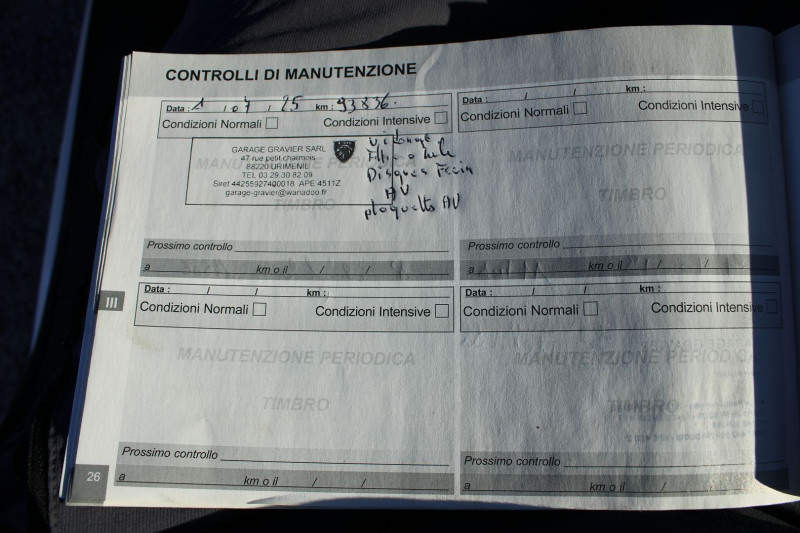 CONTROLLI DI MANUTENZIONE
Data : 1 / 07 / 25 km : 93836.
Condizioni Normali Condizioni Intensive
GARAGE GRAVIER SARL
47 rue petit charmois
88220 URIMENIL
TEL 03 29 30 82 09
Siret 44255927400018 APE 4511Z
garage-gravier@wanadoo.fr
MANUTENZIONE PERIODICA
TIMBRO
Vidange
Filtre a huile
Disques Frein
AV
plaquettes AV
Prossimo controllo
a km o il / /
Data : / / km :
Condizioni Normali Condizioni Intensive
MANUTENZIONE PERIODICA
TIMBRO
Prossimo controllo
a km o il / /
III
Data : / / km :
Condizioni Normali Condizioni Intensive
MANUTENZIONE PERIODICA
TIMBRO
Prossimo controllo
a km o il / /
Data : / / km :
Condizioni Normali Condizioni Intensive
MANUTENZIONE PERIODICA
TIMBRO
Prossimo controllo
a km o il / /
26